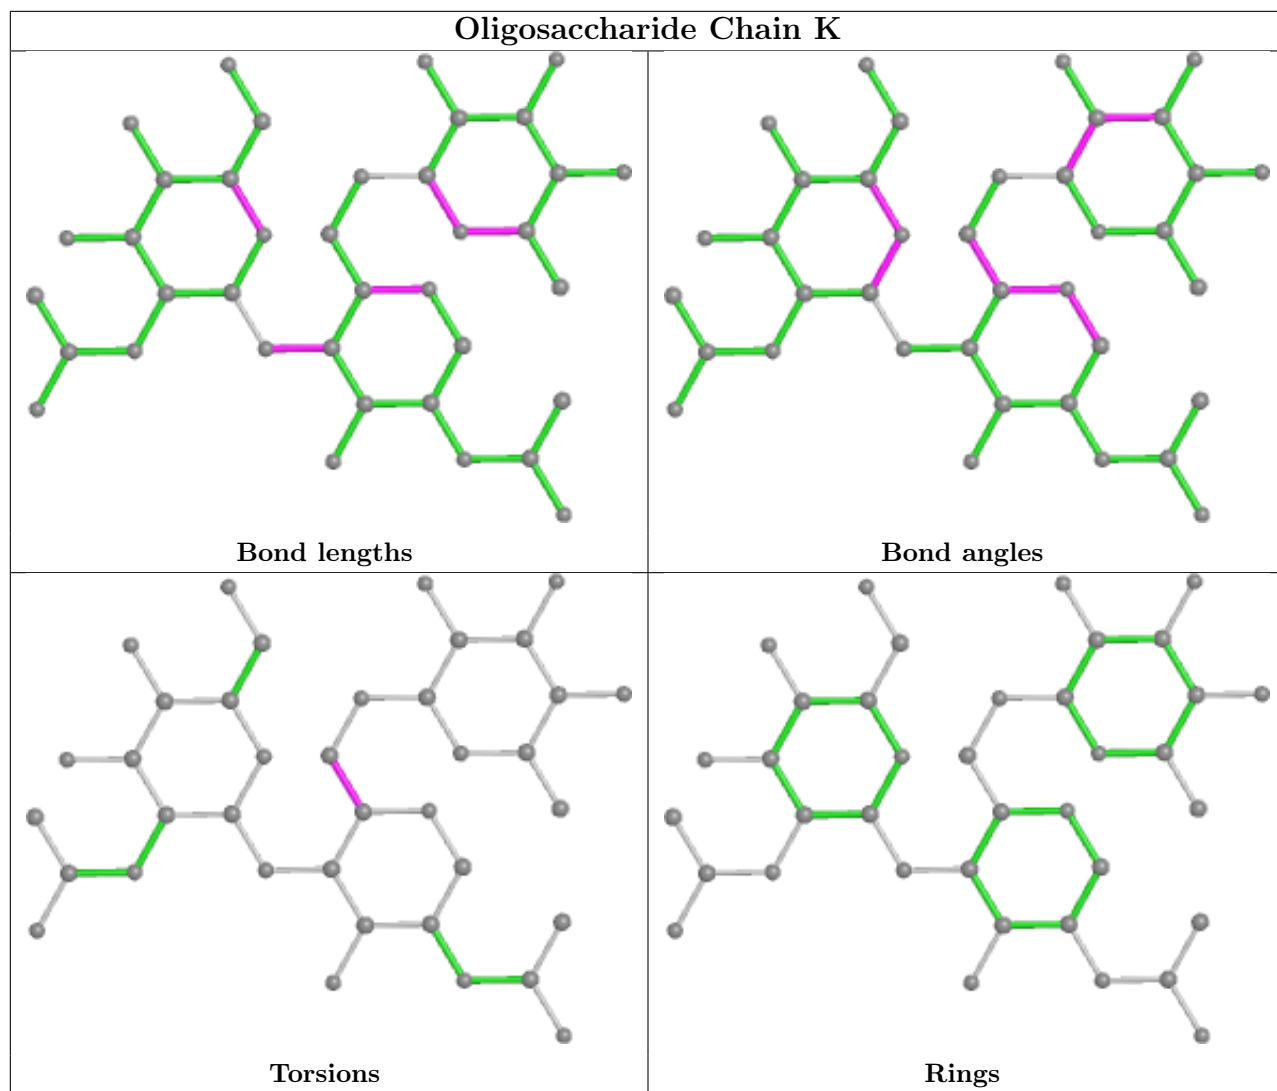 Oligosaccharide Chain K
Bond lengths
Bond angles
Torsions
Rings